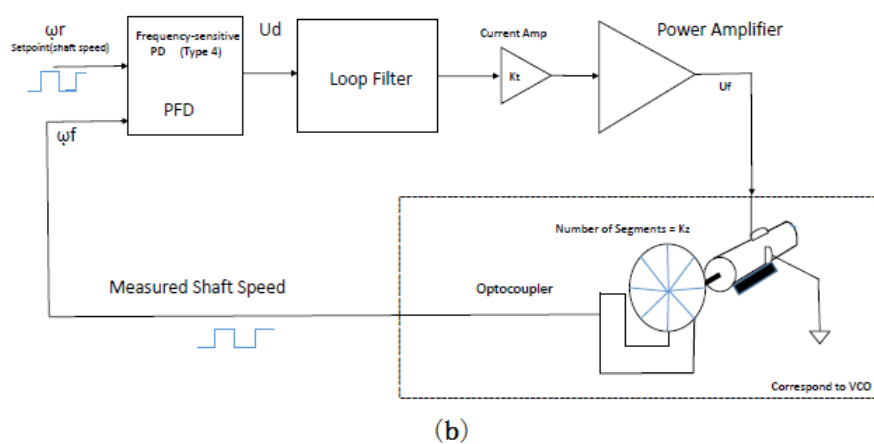 ωr
Setpoint(shaft speed)
Frequency-sensitive
PD (Type 4)
PFD
Ud
Loop Filter
Current Amp
Kt
Power Amplifier
Uf
ωf
Number of Segments = Kz
Measured Shaft Speed
Optocoupler
Correspond to VCO
(b)